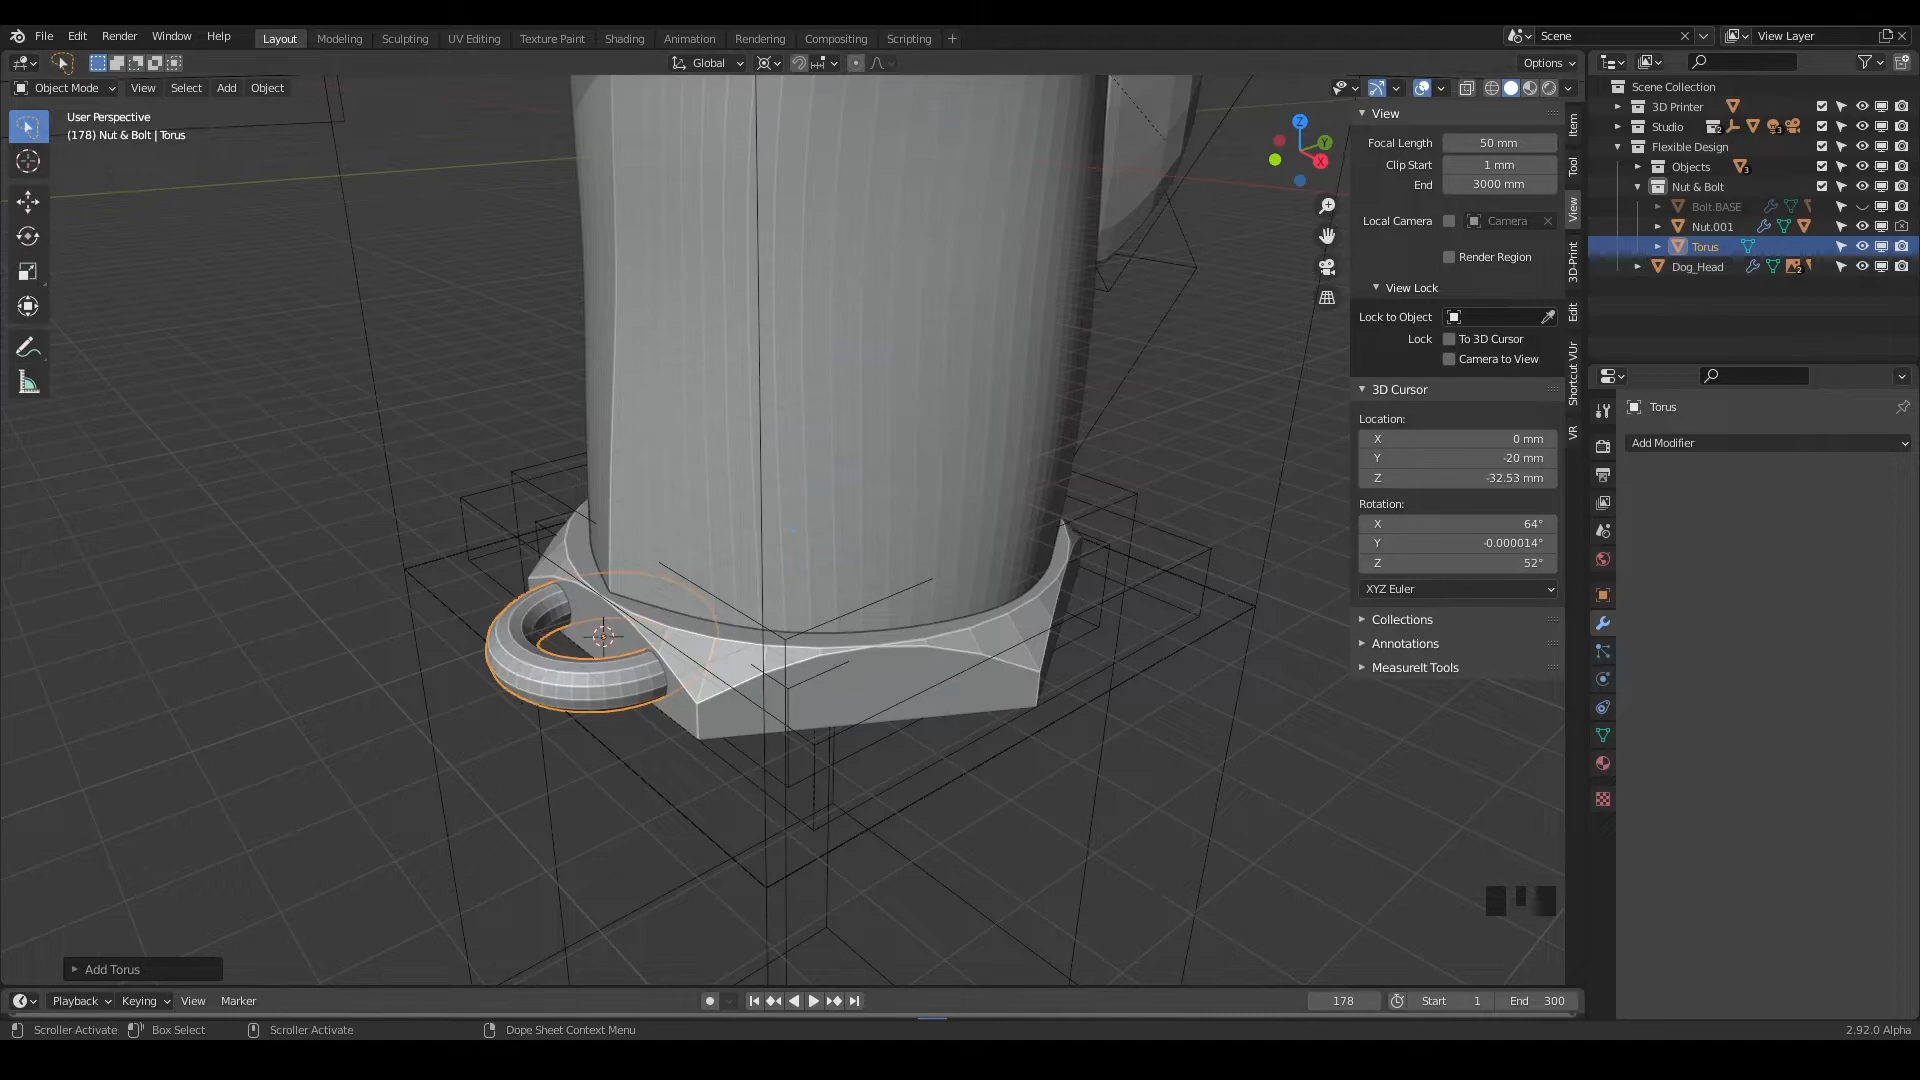 File Edit Render Window Help
Layout Modeling Sculpting UV Editing Texture Paint Shading Animation Rendering Compositing Scripting +
Scene
View Layer
Global
Options
Object Mode View Select Add Object
User Perspective
(178) Nut & Bolt | Torus
Z
Y
X
View
Focal Length 50 mm
Clip Start 1 mm
End 3000 mm
Local Camera Camera
Render Region
View Lock
Lock to Object
Lock To 3D Cursor
Camera to View
3D Cursor
Location:
X 0 mm
Y -20 mm
Z -32.53 mm
Rotation:
X 64°
Y -0.000014°
Z 52°
XYZ Euler
Collections
Annotations
MeasureIt Tools
Item
Tool
View
3D-Print
Edit
Shortcut VUr
VR
Scene Collection
3D Printer
Studio 2 3
Flexible Design
Objects 3
Nut & Bolt
Bolt.BASE
Nut.001
Torus
Dog_Head 2
Torus
Add Modifier
Add Torus
Playback Keying View Marker
178 Start 1 End 300
Scroller Activate Box Select Scroller Activate Dope Sheet Context Menu 2.92.0 Alpha